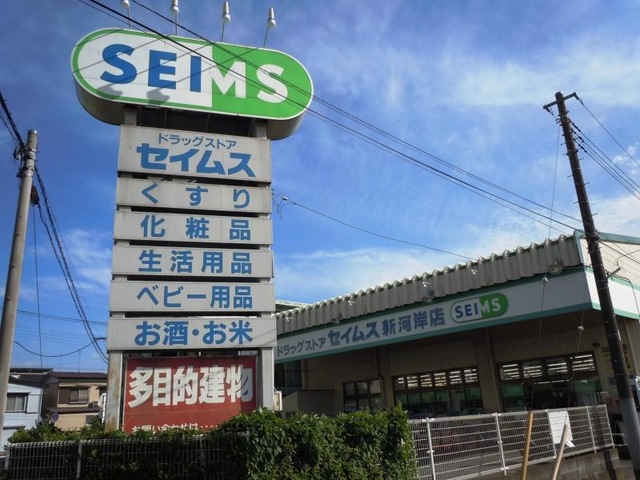 SEIMS
ドラッグストア
セイムス
くすり
化粧品
生活用品
ベビー用品
お酒・お米
多目的建物
ドラッグストア セイムス 新河岸店 SEIMS